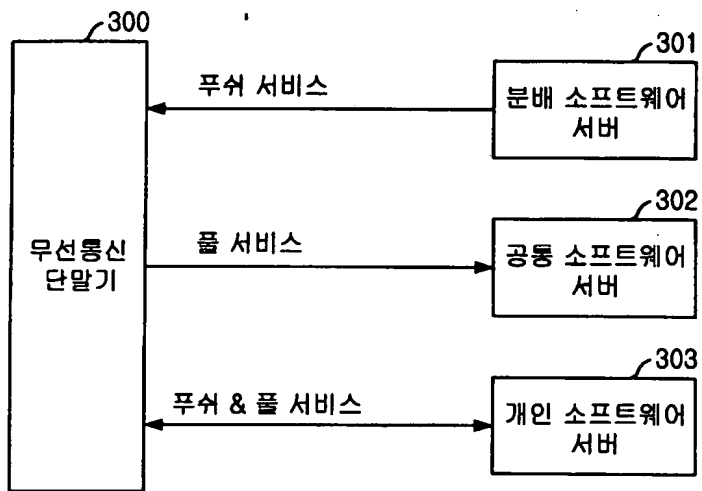 300
무선통신
단말기
푸쉬 서비스
301
분배 소프트웨어
서버
풀 서비스
302
공통 소프트웨어
서버
푸쉬 & 풀 서비스
303
개인 소프트웨어
서버